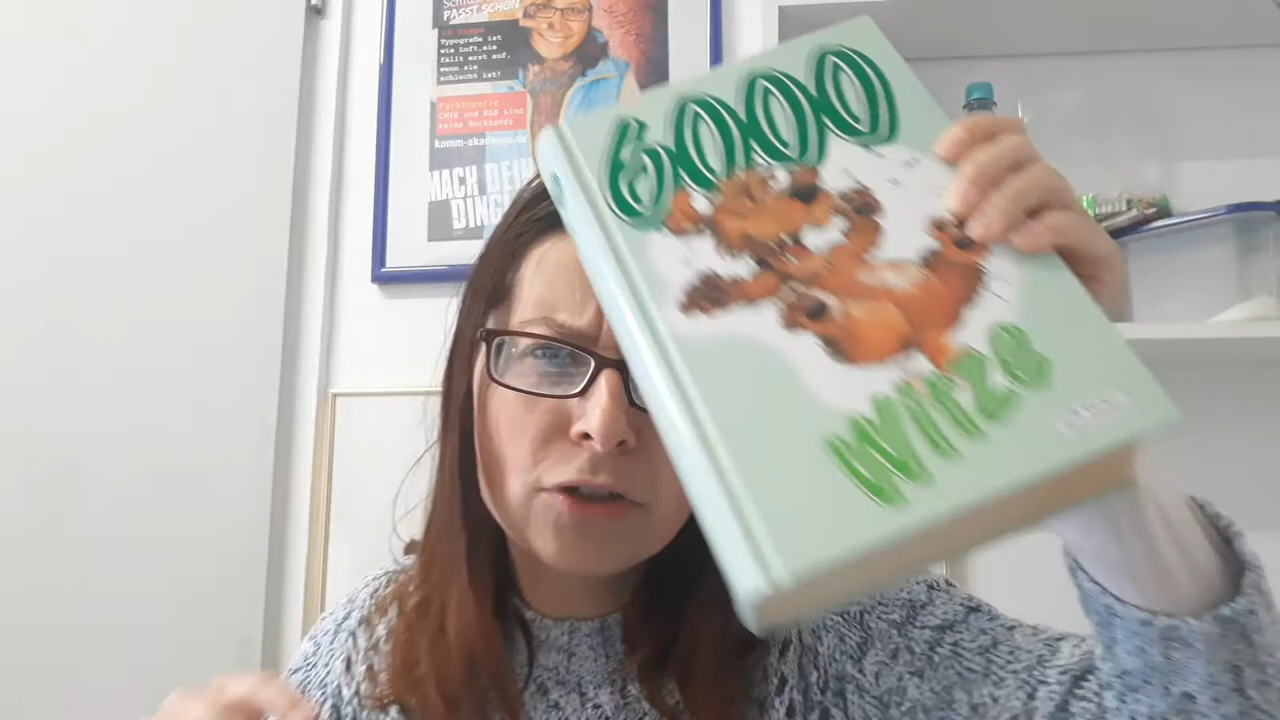 PASST SCHON
Typografie ist
wie Luft, sie
fällt erst auf,
wenn sie
schlecht ist!
Farbtheorie
CMYK und RGB sind
keine Rockbands
MACH DEIN
DING
6000
WITZE